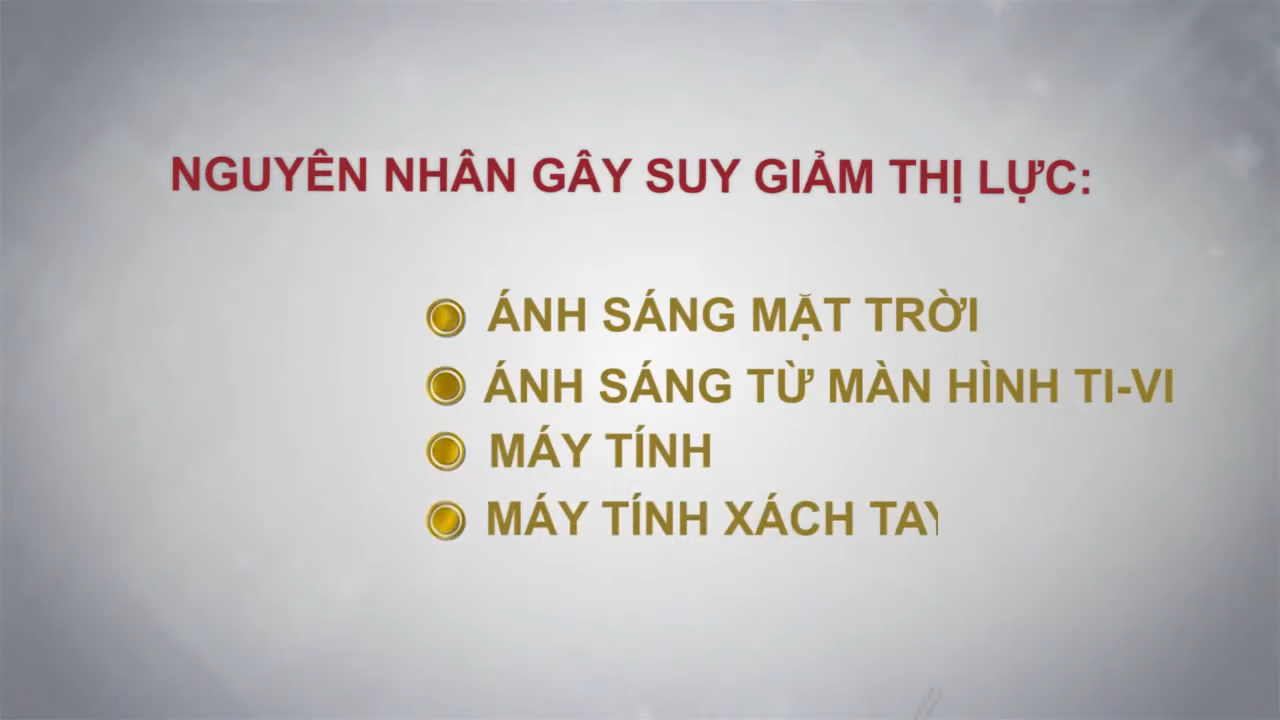 NGUYÊN NHÂN GÂY SUY GIẢM THỊ LỰC:
ÁNH SÁNG MẶT TRỜI
ÁNH SÁNG TỪ MÀN HÌNH TI-VI
MÁY TÍNH
MÁY TÍNH XÁCH TAY